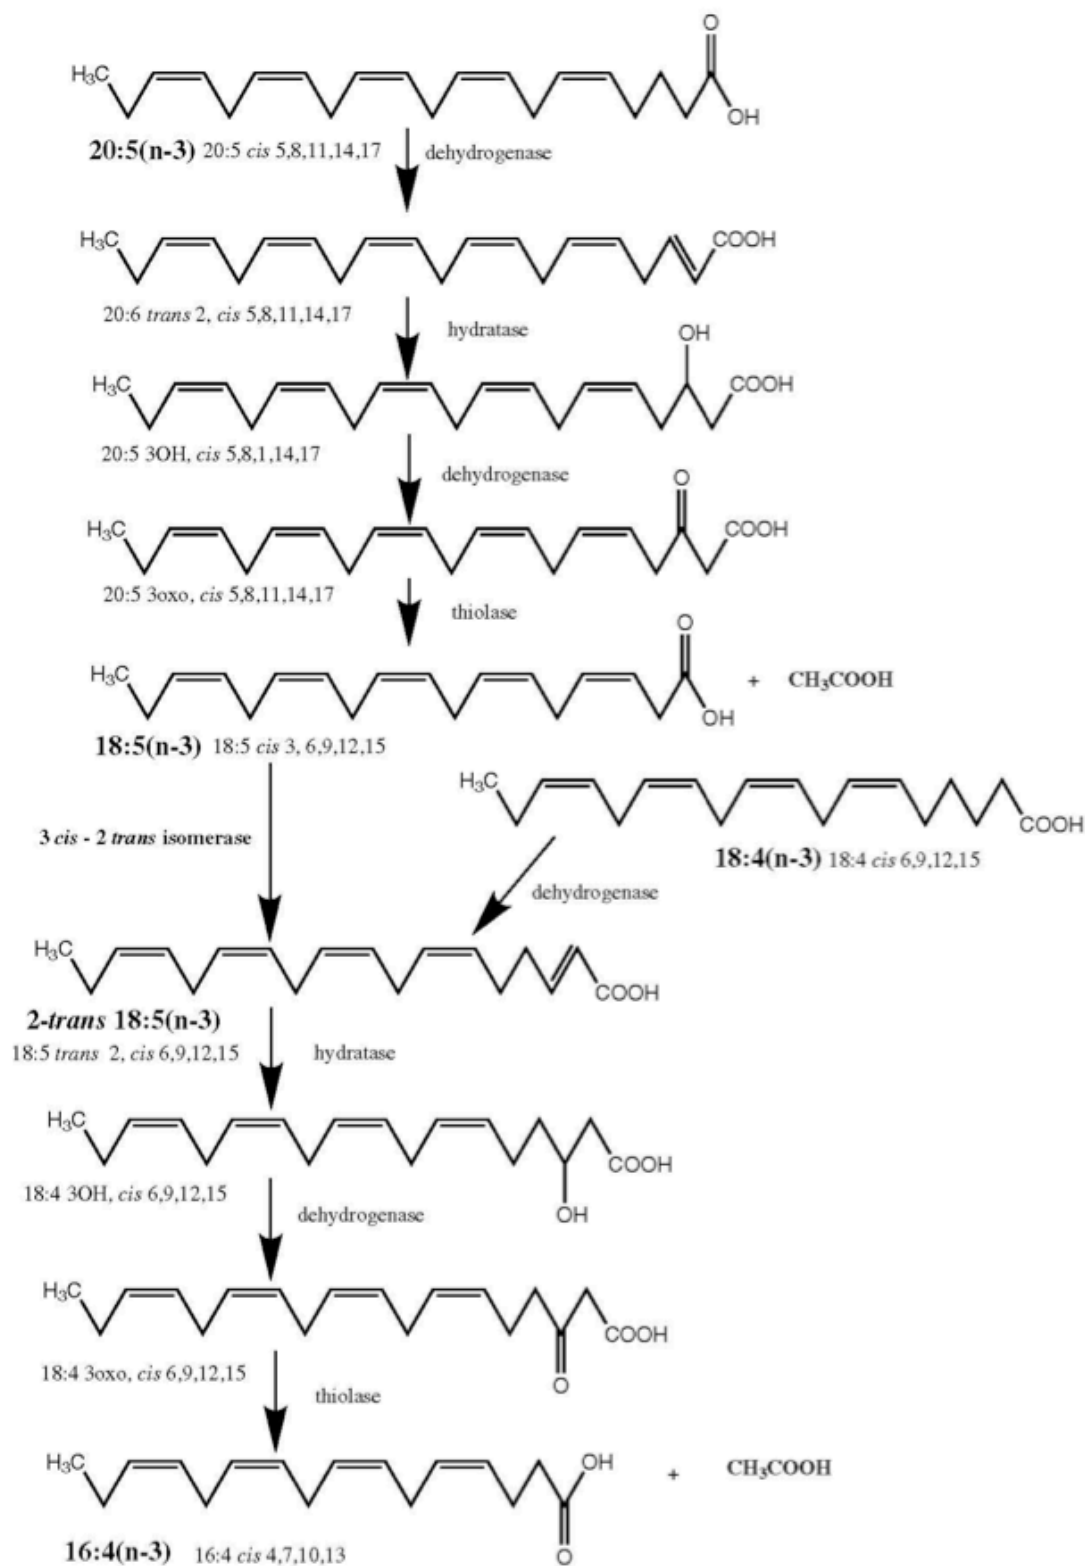 O
H₃C
OH
20:5(n-3) 20:5 cis 5,8,11,14,17
dehydrogenase
H₃C
COOH
20:6 trans 2, cis 5,8,11,14,17
hydratase
OH
H₃C
COOH
20:5 3OH, cis 5,8,1,14,17
dehydrogenase
O
H₃C
COOH
20:5 3oxo, cis 5,8,11,14,17
thiolase
O
H₃C
+ CH₃COOH
OH
18:5(n-3) 18:5 cis 3, 6,9,12,15
H₃C
COOH
3 cis - 2 trans isomerase
18:4(n-3) 18:4 cis 6,9,12,15
dehydrogenase
H₃C
COOH
2-trans 18:5(n-3)
18:5 trans 2, cis 6,9,12,15
hydratase
H₃C
COOH
18:4 3OH, cis 6,9,12,15
OH
dehydrogenase
H₃C
COOH
18:4 3oxo, cis 6,9,12,15
O
thiolase
H₃C
OH
+ CH₃COOH
16:4(n-3) 16:4 cis 4,7,10,13
O